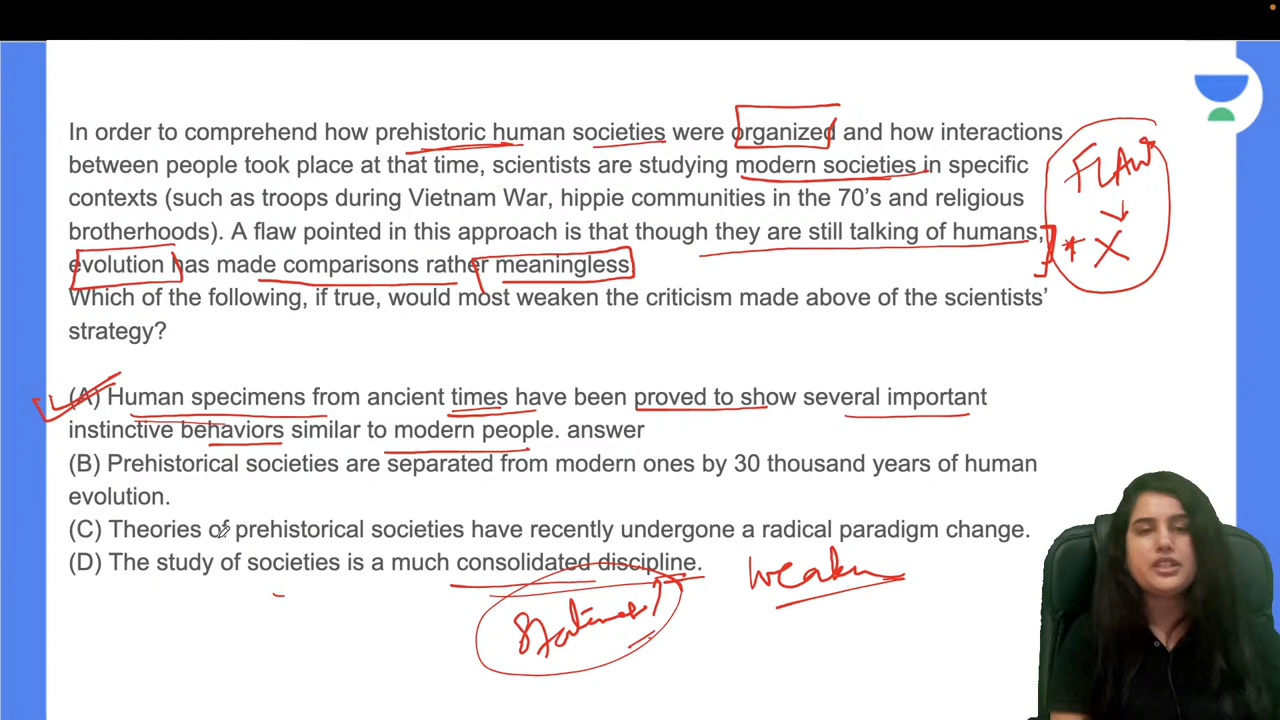 In order to comprehend how prehistoric human societies were organized and how interactions
between people took place at that time, scientists are studying modern societies in specific
contexts (such as troops during Vietnam War, hippie communities in the 70's and religious
brotherhoods). A flaw pointed in this approach is that though they are still talking of humans,
evolution has made comparisons rather meaningless.
Which of the following, if true, would most weaken the criticism made above of the scientists'
strategy?
(A) Human specimens from ancient times have been proved to show several important
instinctive behaviors similar to modern people. answer
(B) Prehistorical societies are separated from modern ones by 30 thousand years of human
evolution.
(C) Theories of prehistorical societies have recently undergone a radical paradigm change.
(D) The study of societies is a much consolidated discipline.
FLAW
* X
weaken